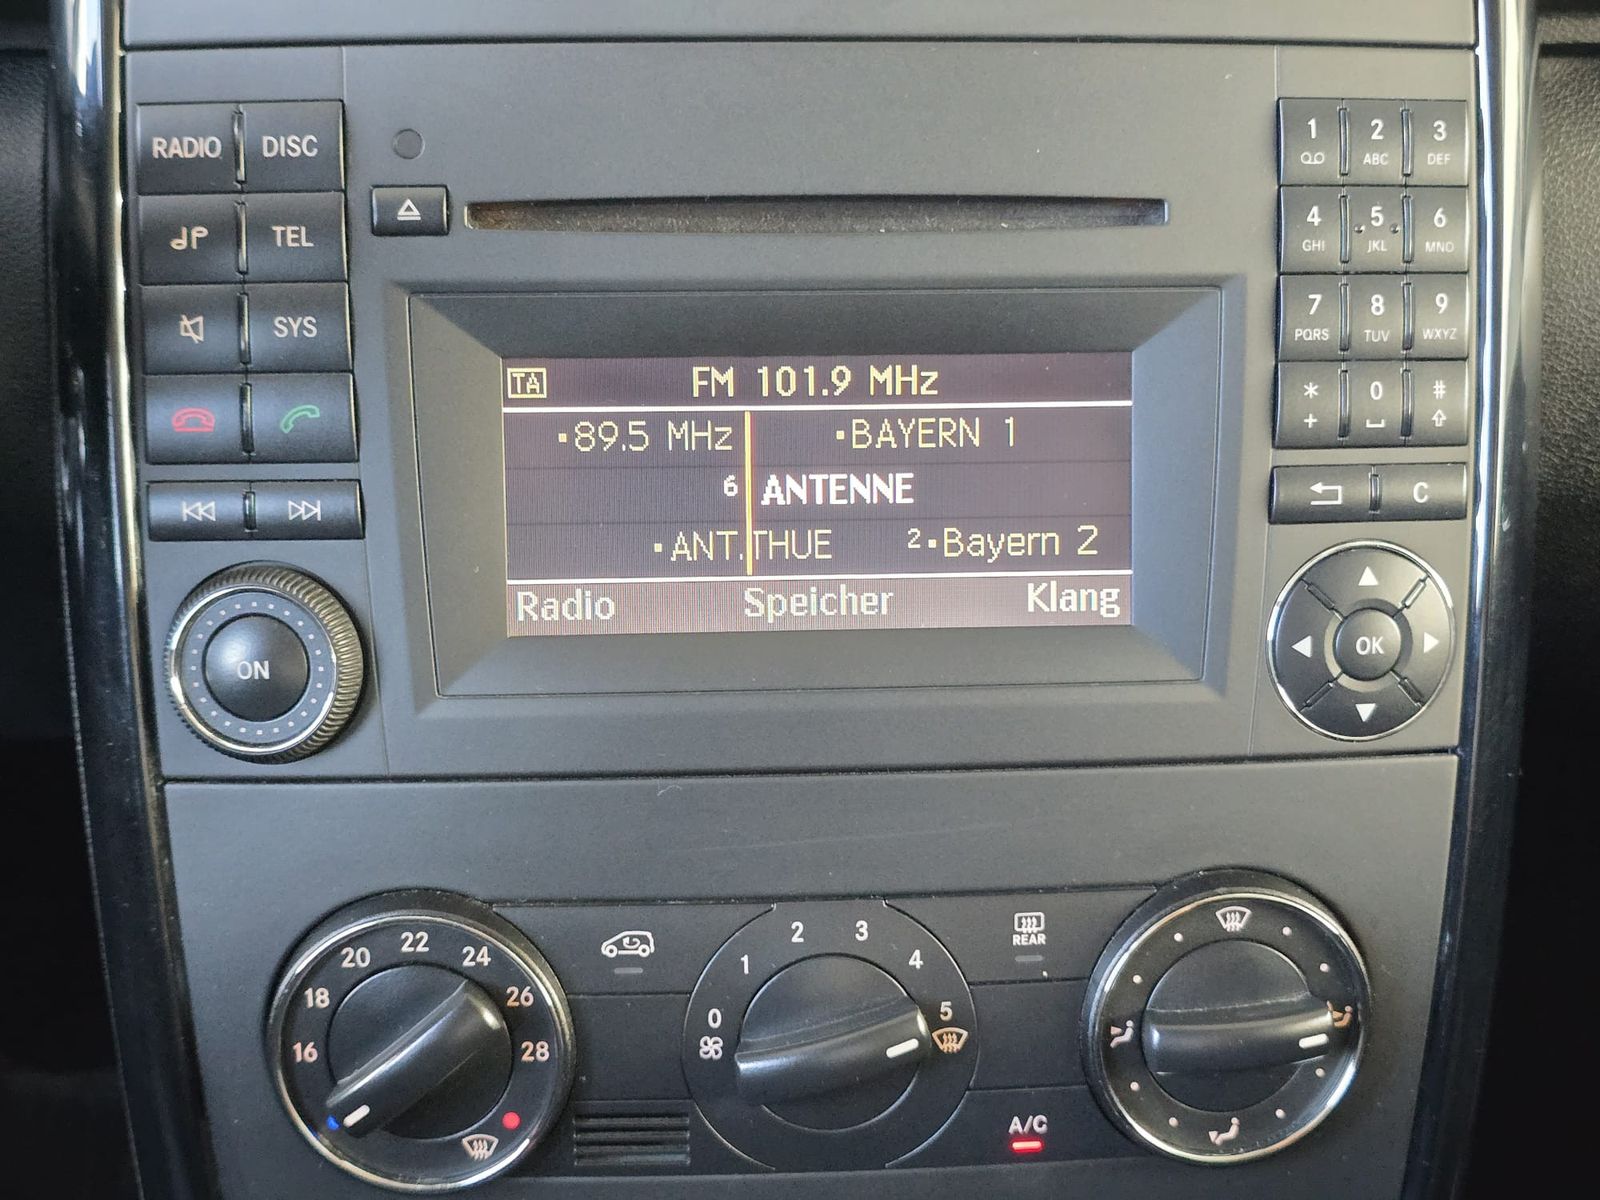 RADIO DISC
TEL
SYS
ON
TA FM 101.9 MHz
89.5 MHz BAYERN 1
6 ANTENNE
ANT.THUE 2 Bayern 2
Radio Speicher Klang
1 2 3
ABC DEF
4 5 6
GHI JKL MNO
7 8 9
PQRS TUV WXYZ
* 0 #
+
C
OK
16 18 20 22 24 26 28
0 1 2 3 4 5
REAR
A/C